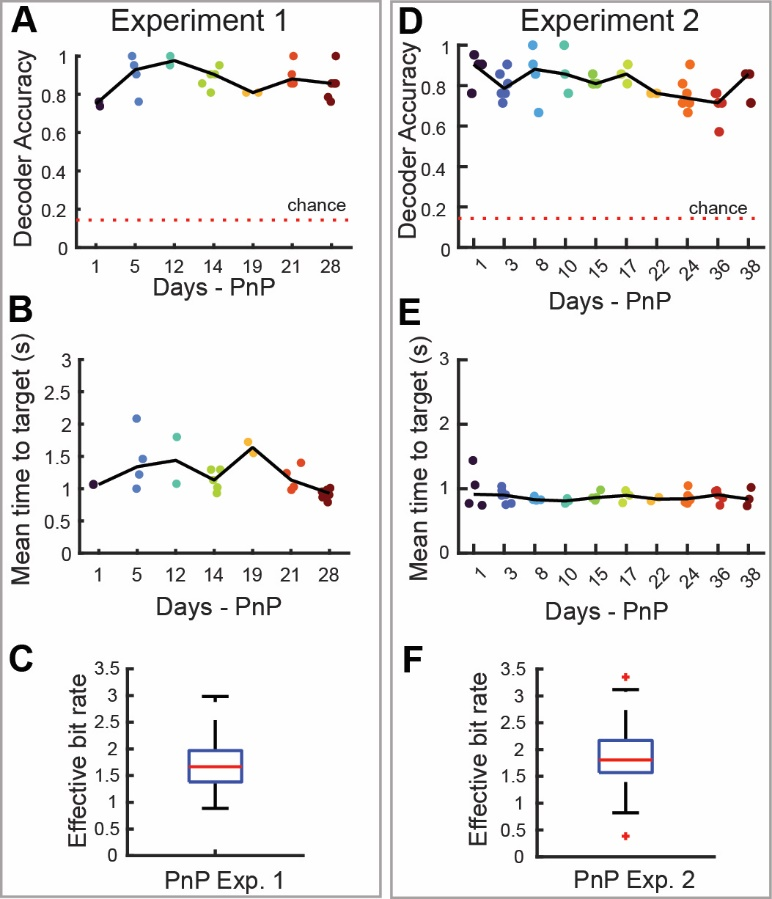 A
Experiment 1
Decoder Accuracy
1
0.8
0.6
0.4
0.2
0
chance
1 5 12 14 19 21 28
Days - PnP
B
Mean time to target (s)
3
2.5
2
1.5
1
0.5
0
1 5 12 14 19 21 28
Days - PnP
C
Effective bit rate
3.5
3
2.5
2
1.5
1
0.5
0
PnP Exp. 1
D
Experiment 2
Decoder Accuracy
1
0.8
0.6
0.4
0.2
0
chance
1 3 8 10 15 17 22 24 36 38
Days - PnP
E
Mean time to target (s)
3
2
1
0
1 3 8 10 15 17 22 24 36 38
Days - PnP
F
Effective bit rate
3.5
3
2.5
2
1.5
1
0.5
0
PnP Exp. 2